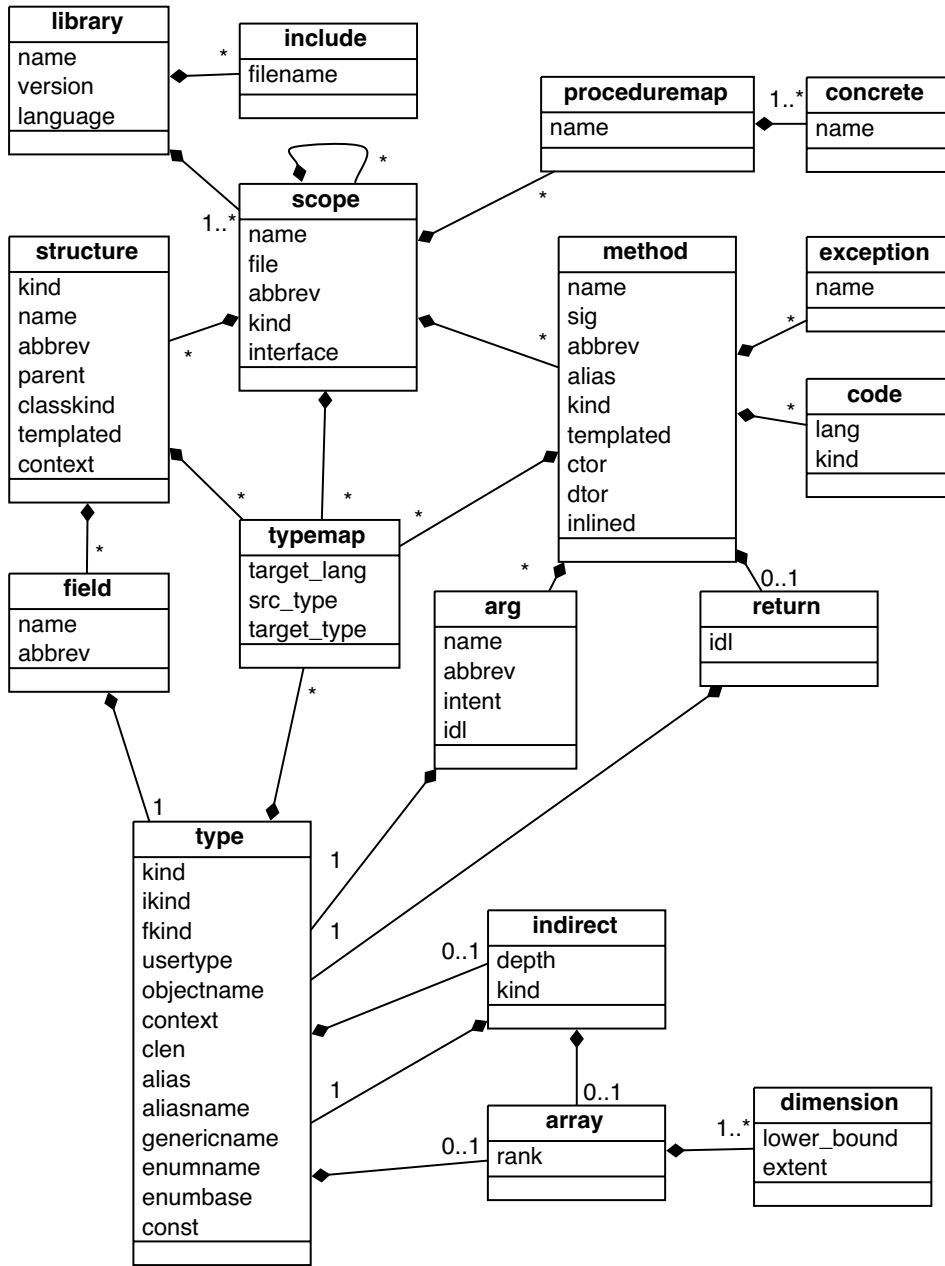 library
name
version
language
*
include
filename
proceduremap
name
1..*
concrete
name
*
1..*
scope
name
file
abbrev
kind
interface
*
structure
kind
name
abbrev
parent
classkind
templated
context
*
*
method
name
sig
abbrev
alias
kind
templated
ctor
dtor
inlined
*
exception
name
*
code
lang
kind
*
*
*
*
typemap
target_lang
src_type
target_type
*
*
field
name
abbrev
*
arg
name
abbrev
intent
idl
0..1
return
idl
1
type
kind
ikind
fkind
usertype
objectname
context
clen
alias
aliasname
genericname
enumname
enumbase
const
1
1
0..1
indirect
depth
kind
1
0..1
0..1
array
rank
1..*
dimension
lower_bound
extent